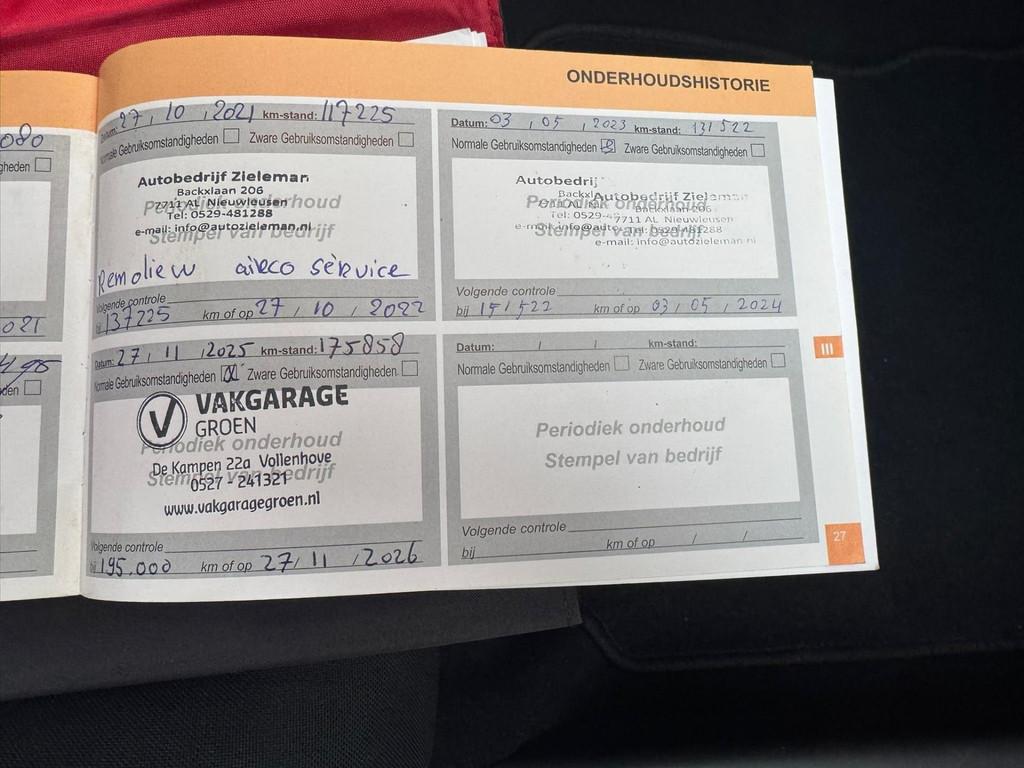 ONDERHOUDSHISTORIE
080
gheden
021
Datum: 27, 10, 2021 km-stand: 117225
Normale Gebruiksomstandigheden Zware Gebruiksomstandigheden
Autobedrijf Zieleman
Backxlaan 206
7711 AL Nieuwleusen
Tel: 0529-481288
e-mail: info@autozieleman.nl
Periodiek onderhoud
Stempel van bedrijf
Remoliew airco service
Volgende controle
bij 137225 km of op 27 / 10 / 2022
Datum: 03 / 05 / 2023 km-stand: 131522
Normale Gebruiksomstandigheden Zware Gebruiksomstandigheden
Autobedrij
Autobedrijf Zieleman
Backxlaan 206
7711 AL Nieuwleusen
Tel: 0529-481288
e-mail: info@autozieleman.nl
Periodiek onderhoud
Stempel van bedrijf
Volgende controle
bij 151522 km of op 03 / 05 / 2024
den
Datum: 27, 11, 2025 km-stand: 175858
Normale Gebruiksomstandigheden Zware Gebruiksomstandigheden
V VAKGARAGE
GROEN
Periodiek onderhoud
De Kampen 22a Vollenhove
Stempel van bedrijf
0527 - 241321
www.vakgaragegroen.nl
Volgende controle
bij 195.000 km of op 27 / 11 / 2026
Datum: / / km-stand:
Normale Gebruiksomstandigheden Zware Gebruiksomstandigheden
Periodiek onderhoud
Stempel van bedrijf
Volgende controle
bij km of op / /
III
27